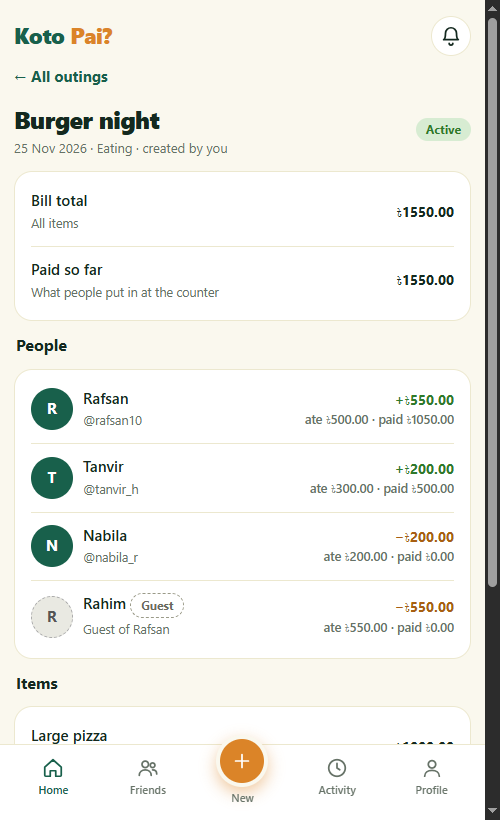 Koto Pai?
← All outings
Burger night
Active
25 Nov 2026 · Eating · created by you
Bill total
All items
৳1550.00
Paid so far
What people put in at the counter
৳1550.00
People
R
Rafsan
@rafsan10
+৳550.00
ate ৳500.00 · paid ৳1050.00
T
Tanvir
@tanvir_h
+৳200.00
ate ৳300.00 · paid ৳500.00
N
Nabila
@nabila_r
−৳200.00
ate ৳200.00 · paid ৳0.00
R
Rahim Guest
Guest of Rafsan
−৳550.00
ate ৳550.00 · paid ৳0.00
Items
Large pizza
Home
Friends
New
Activity
Profile